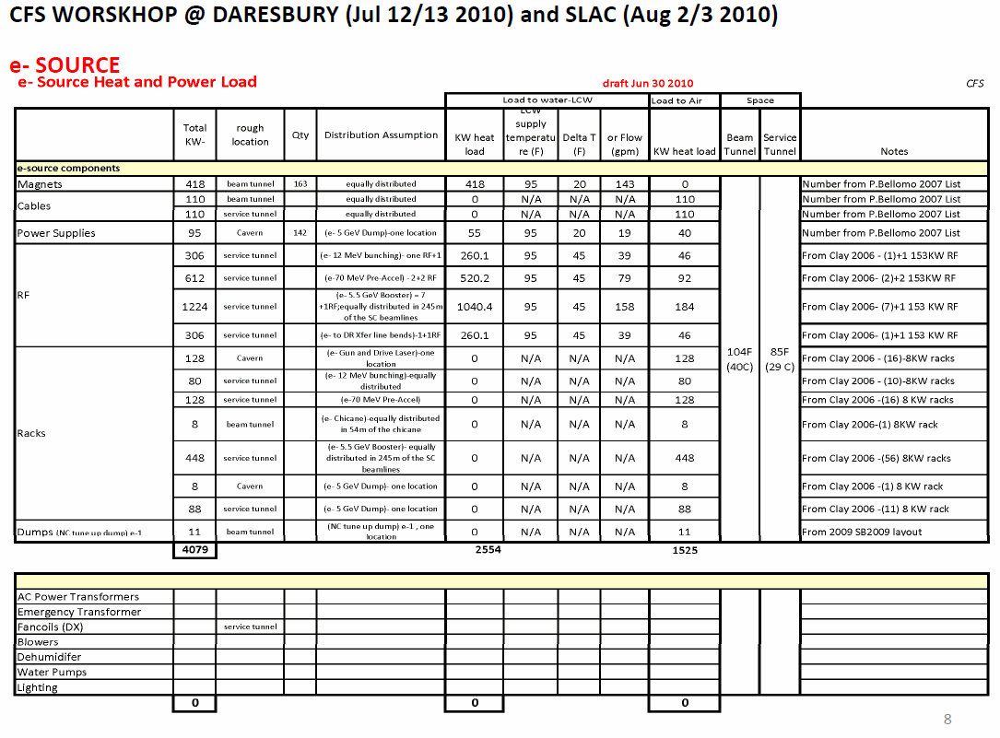 CFS WORSKHOP @ DARESBURY (Jul 12/13 2010) and SLAC (Aug 2/3 2010)
e- SOURCE
e- Source Heat and Power Load draft Jun 30 2010 CFS
Load to water-LCW Load to Air Space
Total KW- rough location Qty Distribution Assumption KW heat load LCW supply temperatu re (F) Delta T (F) or Flow (gpm) KW heat load Beam Tunnel Service Tunnel Notes
e-source components
Magnets 418 beam tunnel 163 equally distributed 418 95 20 143 0 Number from P.Bellomo 2007 List
Cables 110 beam tunnel equally distributed 0 N/A N/A N/A 110 Number from P.Bellomo 2007 List
110 service tunnel equally distributed 0 N/A N/A N/A 110 Number from P.Bellomo 2007 List
Power Supplies 95 Cavern 142 (e- 5 GeV Dump)-one location 55 95 20 19 40 Number from P.Bellomo 2007 List
RF 306 service tunnel (e- 12 MeV bunching)- one RF+1 260.1 95 45 39 46 From Clay 2006 - (1)+1 153KW RF
612 service tunnel (e-70 MeV Pre-Accel) - 2+2 RF 520.2 95 45 79 92 From Clay 2006- (2)+2 153KW RF
1224 service tunnel (e- 5.5 GeV Booster) = 7 +1RF;equally distributed in 245m of the SC beamlines 1040.4 95 45 158 184 From Clay 2006- (7)+1 153 KW RF
306 service tunnel (e- to DR Xfer line bends)-1+1RF 260.1 95 45 39 46 From Clay 2006- (1)+1 153 KW RF
104F (40C) 85F (29 C)
Racks 128 Cavern (e- Gun and Drive Laser)-one location 0 N/A N/A N/A 128 From Clay 2006 - (16)-8KW racks
80 service tunnel (e- 12 MeV bunching)-equally distributed 0 N/A N/A N/A 80 From Clay 2006 - (10)-8KW racks
128 service tunnel (e-70 MeV Pre-Accel) 0 N/A N/A N/A 128 From Clay 2006 -(16) 8 KW racks
8 beam tunnel (e- Chicane)-equally distributed in 54m of the chicane 0 N/A N/A N/A 8 From Clay 2006-(1) 8KW rack
448 service tunnel (e- 5.5 GeV Booster)- equally distributed in 245m of the SC beamlines 0 N/A N/A N/A 448 From Clay 2006 -(56) 8KW racks
8 Cavern (e- 5 GeV Dump)- one location 0 N/A N/A N/A 8 From Clay 2006 -(1) 8 KW rack
88 service tunnel (e- 5 GeV Dump)- one location 0 N/A N/A N/A 88 From Clay 2006 -(11) 8 KW rack
Dumps (NC tune up dump) e-1 11 beam tunnel (NC tune up dump) e-1 , one location 0 N/A N/A N/A 11 From 2009 SB2009 layout
4079 2554 1525
AC Power Transformers
Emergency Transformer
Fancoils (DX) service tunnel
Blowers
Dehumidifer
Water Pumps
Lighting
0 0 0
8